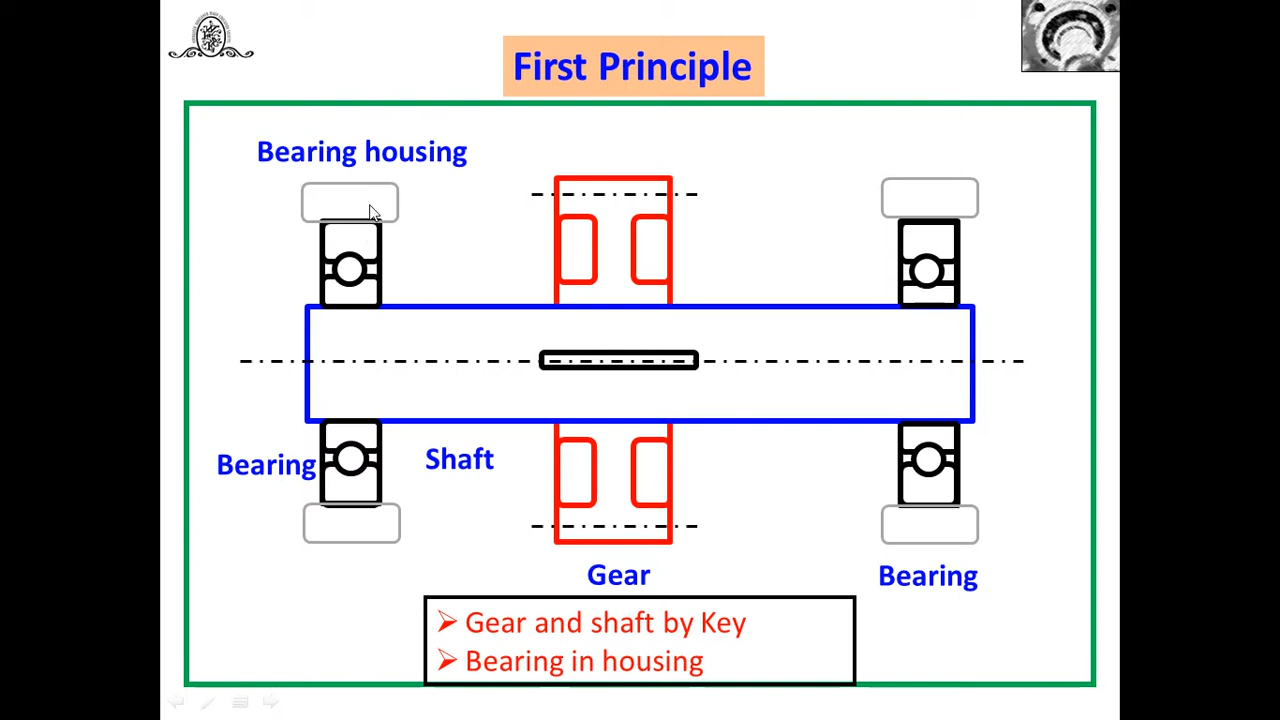 First Principle
Bearing housing
Bearing
Shaft
Gear
Bearing
Gear and shaft by Key
Bearing in housing